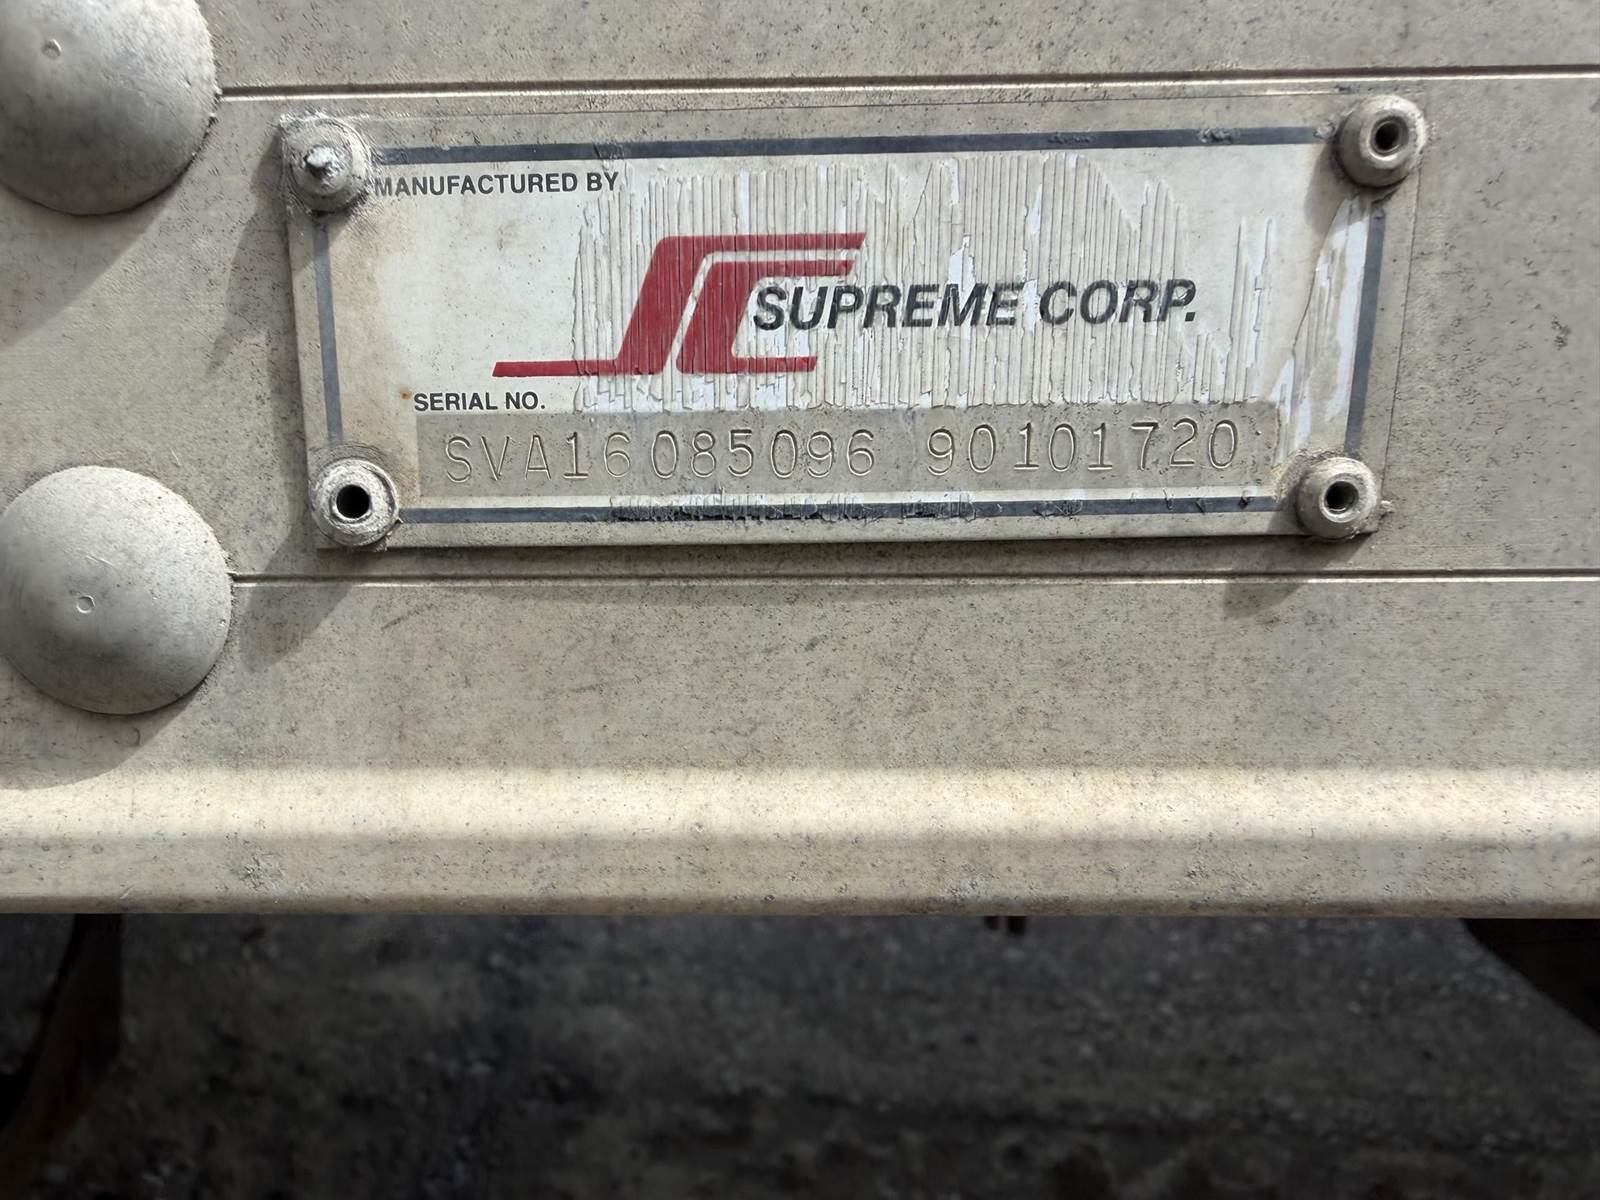 MANUFACTURED BY
SUPREME CORP.
SERIAL NO.
SVA16085096 90101720